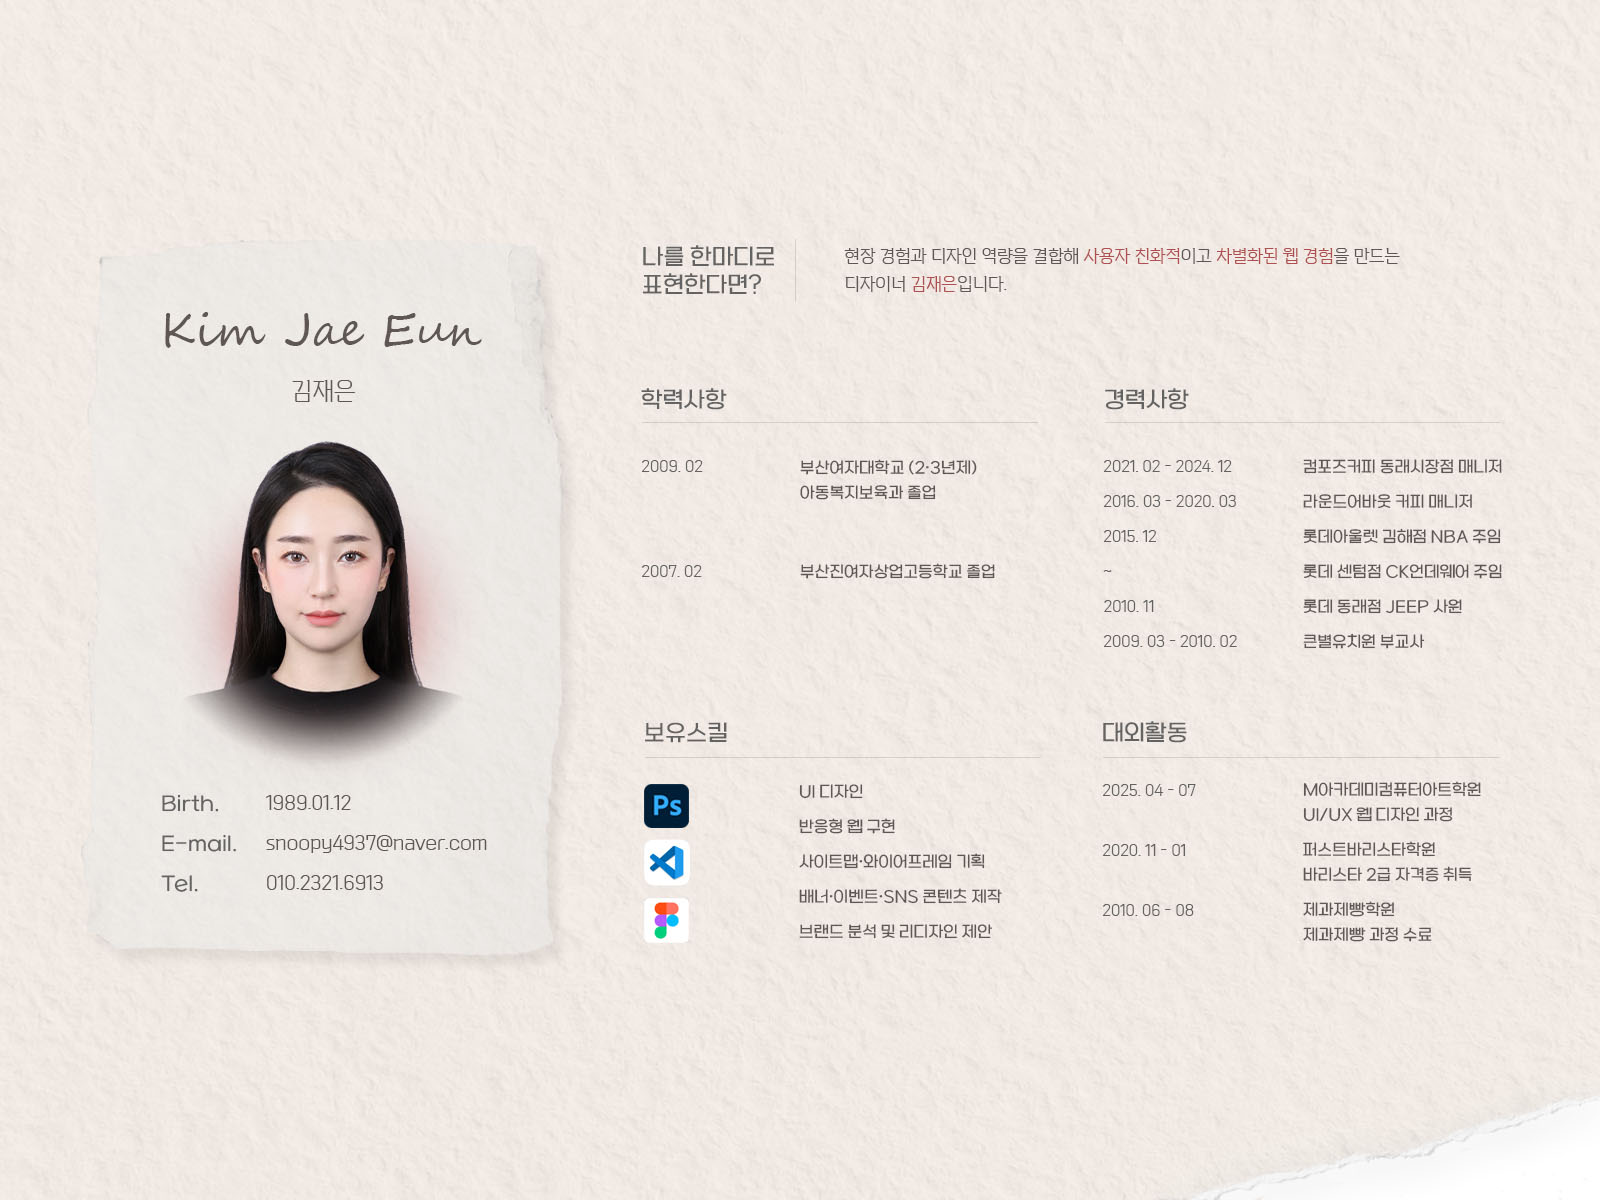 Kim Jae Eun
김재은
Birth. 1989.01.12
E-mail. snoopy4937@naver.com
Tel. 010.2321.6913
나를 한마디로
표현한다면?
현장 경험과 디자인 역량을 결합해 사용자 친화적이고 차별화된 웹 경험을 만드는
디자이너 김재은입니다.
학력사항
2009. 02 부산여자대학교 (2·3년제)
아동복지보육과 졸업
2007. 02 부산진여자상업고등학교 졸업
경력사항
2021. 02 - 2024. 12 컴포즈커피 동래시장점 매니저
2016. 03 - 2020. 03 라운드어바웃 커피 매니저
2015. 12 롯데아울렛 김해점 NBA 주임
~ 롯데 센텀점 CK언데웨어 주임
2010. 11 롯데 동래점 JEEP 사원
2009. 03 - 2010. 02 큰별유치원 부교사
보유스킬
Ps
UI 디자인
반응형 웹 구현
사이트맵·와이어프레임 기획
배너·이벤트·SNS 콘텐츠 제작
브랜드 분석 및 리디자인 제안
대외활동
2025. 04 - 07 M아카데미컴퓨터아트학원
UI/UX 웹 디자인 과정
2020. 11 - 01 퍼스트바리스타학원
바리스타 2급 자격증 취득
2010. 06 - 08 제과제빵학원
제과제빵 과정 수료